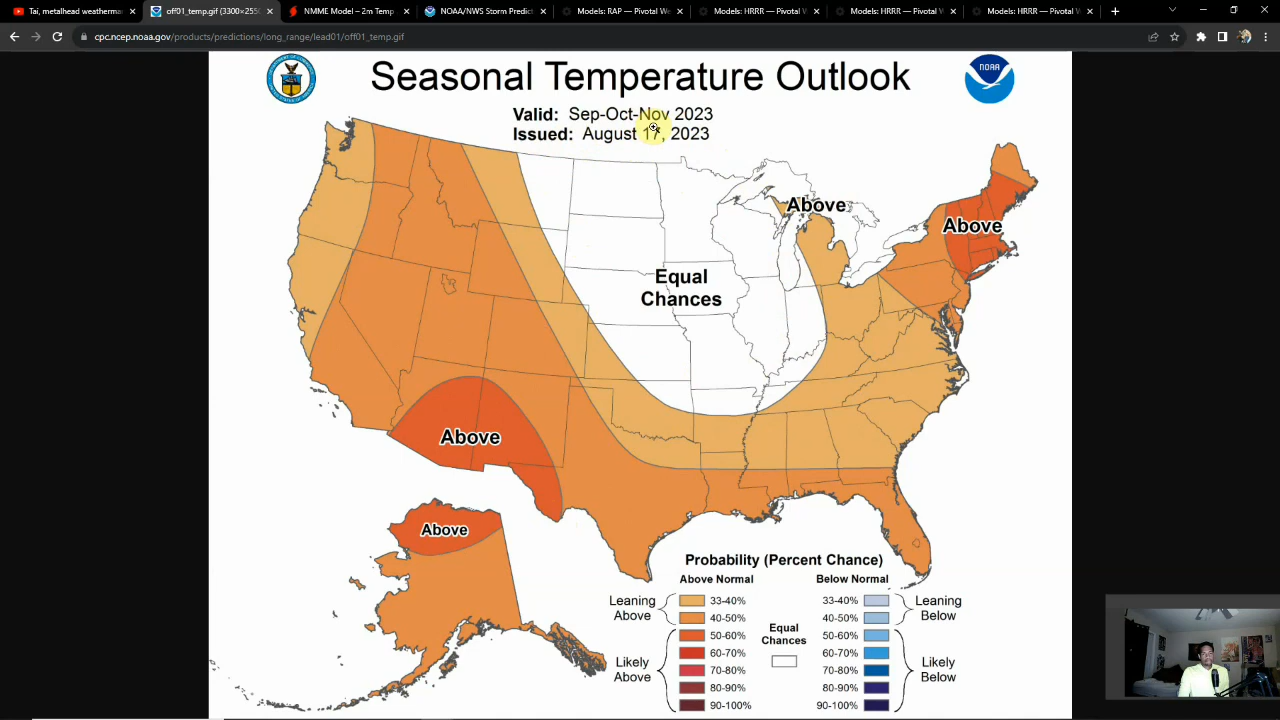 Tai, metalhead weatherman
off01_temp.gif (3300×255
NMME Model – 2m Temp
NOAA/NWS Storm Predict
Models: RAP — Pivotal We
Models: HRRR — Pivotal W
Models: HRRR — Pivotal W
Models: HRRR — Pivotal W
cpc.ncep.noaa.gov/products/predictions/long_range/lead01/off01_temp.gif
Seasonal Temperature Outlook
NOAA
Valid: Sep-Oct-Nov 2023
Issued: August 17, 2023
Above
Above
Equal
Chances
Above
Above
Probability (Percent Chance)
Above Normal
Below Normal
Leaning
Above
33-40%
40-50%
Likely
Above
50-60%
60-70%
70-80%
80-90%
90-100%
Equal
Chances
33-40%
40-50%
Leaning
Below
50-60%
60-70%
70-80%
80-90%
90-100%
Likely
Below